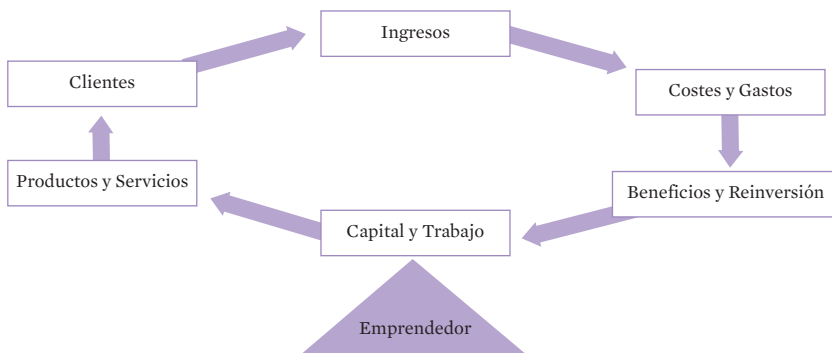 Ingresos
Clientes
Costes y Gastos
Productos y Servicios
Beneficios y Reinversión
Capital y Trabajo
Emprendedor